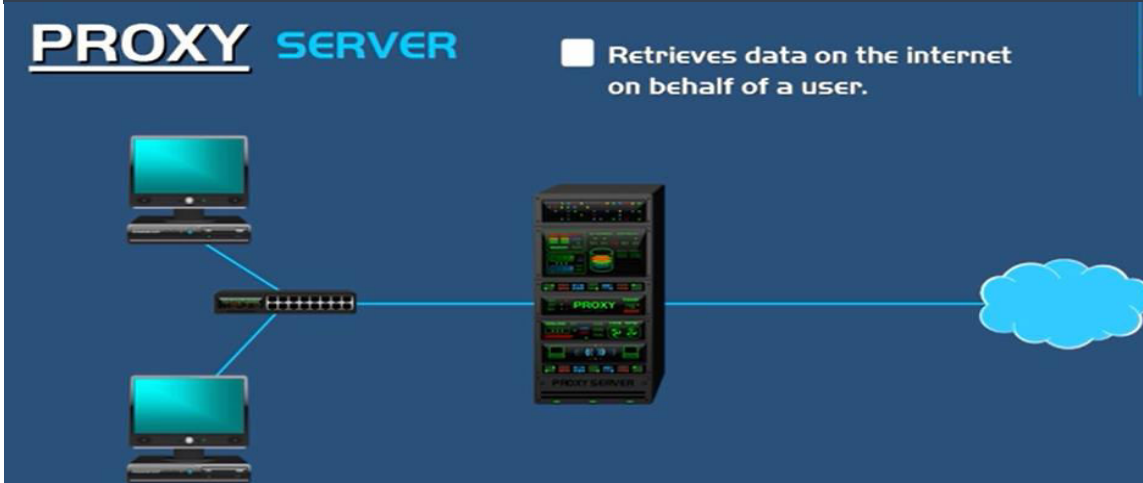 PROXY SERVER
Retrieves data on the internet
on behalf of a user.
PROXY
PROXY SERVER